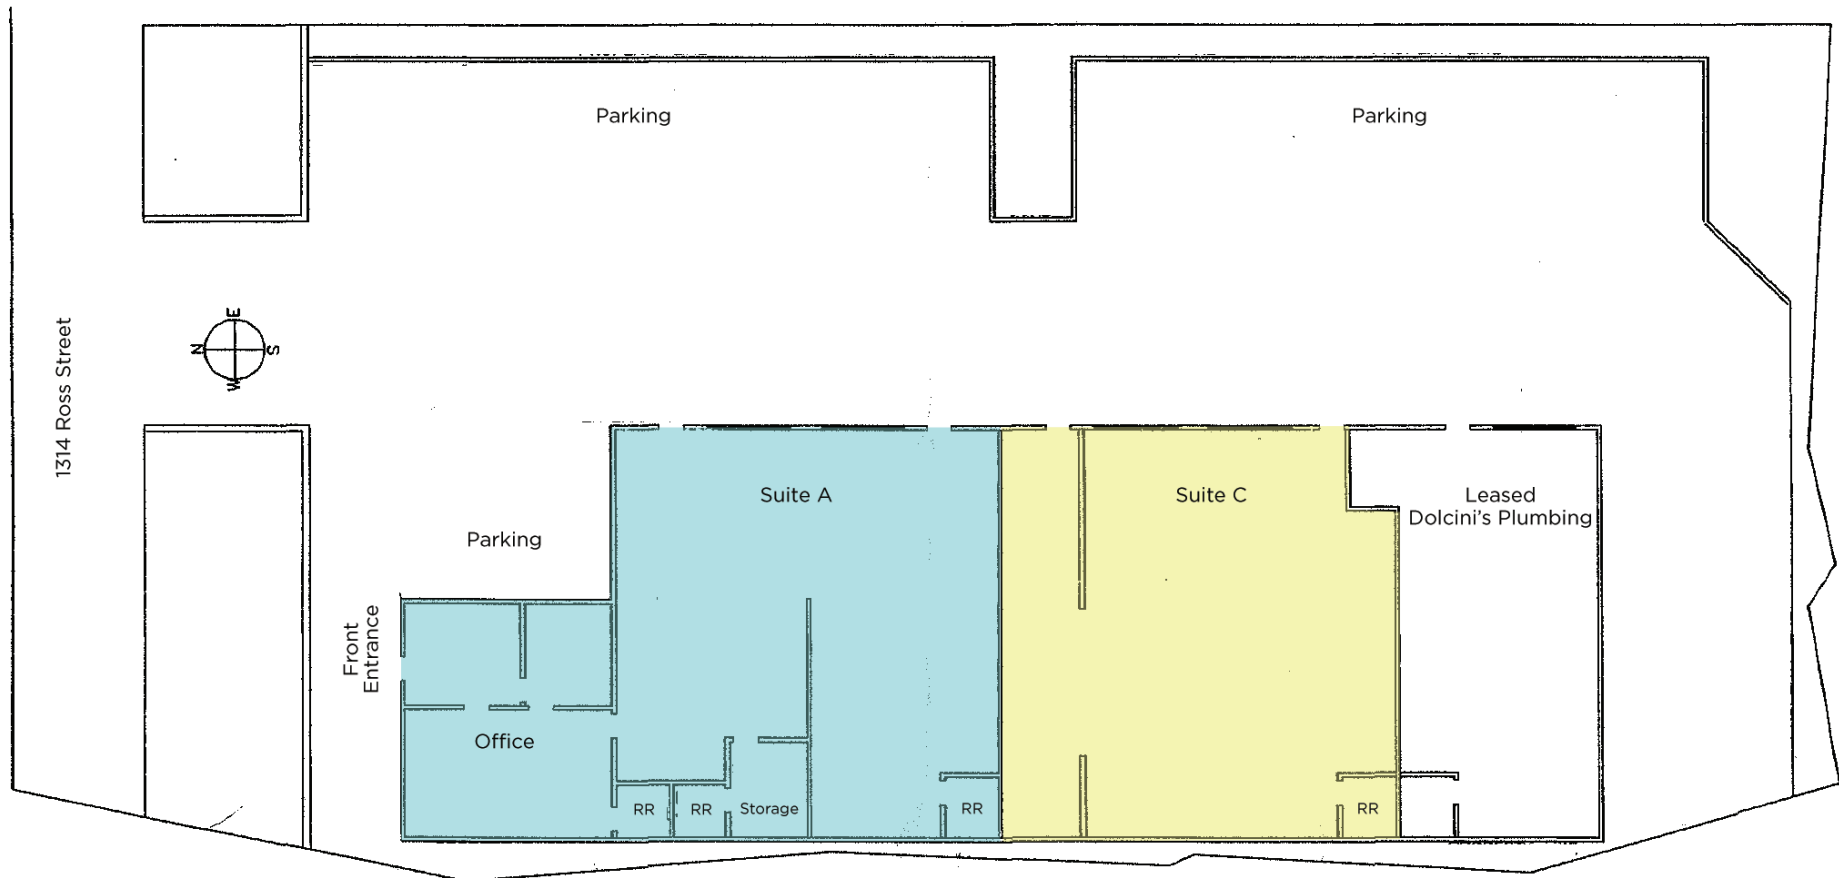 Parking
Parking
1314 Ross Street
E
N
S
W
Suite A
Suite C
Leased
Dolcini's Plumbing
Parking
Front
Entrance
Office
RR
RR
Storage
RR
RR